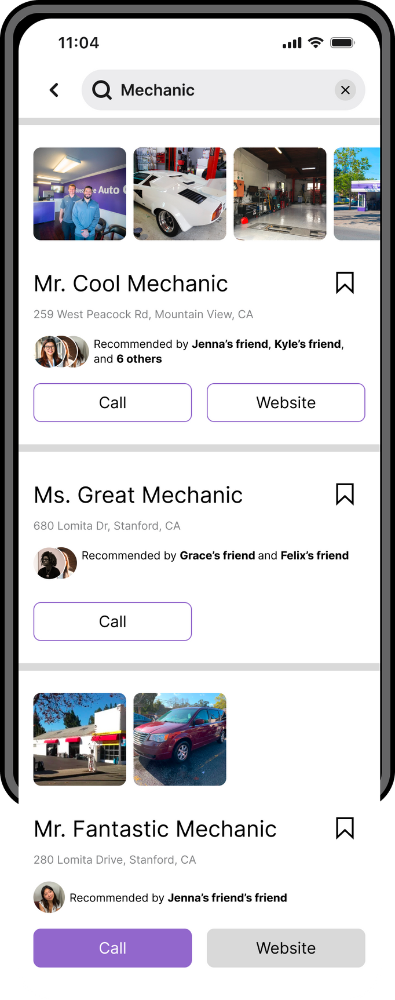 11:04
Mechanic
Auto
Mr. Cool Mechanic
259 West Peacock Rd, Mountain View, CA
Recommended by Jenna’s friend, Kyle’s friend,
and 6 others
Call
Website
Ms. Great Mechanic
680 Lomita Dr, Stanford, CA
Recommended by Grace’s friend and Felix’s friend
Call
Mr. Fantastic Mechanic
280 Lomita Drive, Stanford, CA
Recommended by Jenna’s friend’s friend
Call
Website